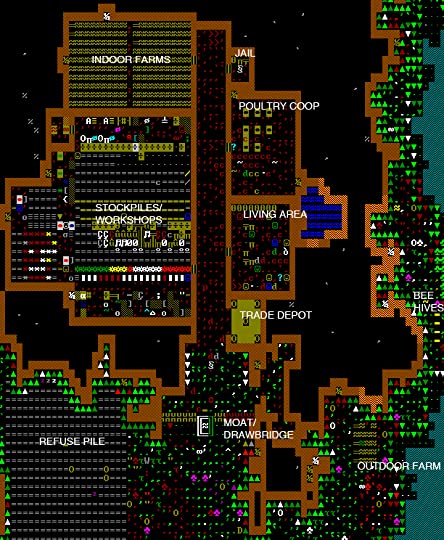 INDOOR FARMS
JAIL
POULTRY COOP
STOCKPILES/
WORKSHOPS
LIVING AREA
BEE
HIVES
TRADE DEPOT
MOAT/
DRAWBRIDGE
REFUSE PILE
OUTDOOR FARM